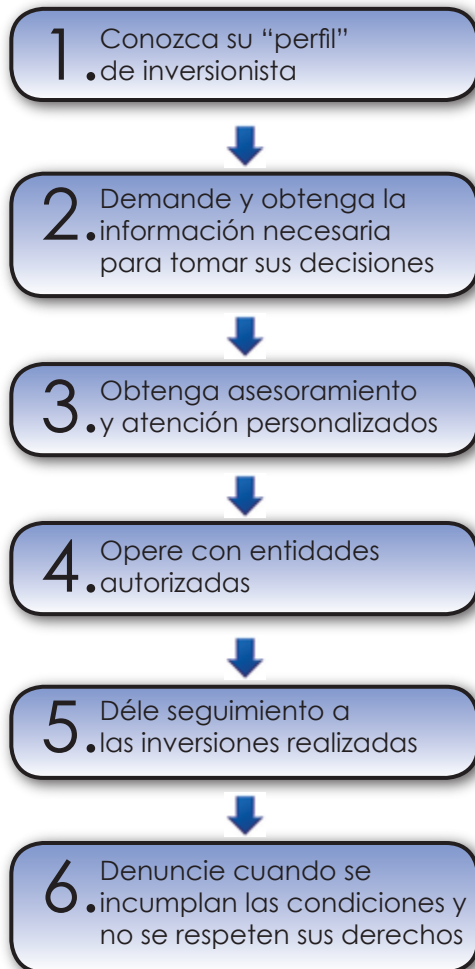 1. Conozca su “perfil”
de inversionista
2. Demande y obtenga la
información necesaria
para tomar sus decisiones
3. Obtenga asesoramiento
y atención personalizados
4. Opere con entidades
autorizadas
5. Déle seguimiento a
las inversiones realizadas
6. Denuncie cuando se
incumplan las condiciones y
no se respeten sus derechos